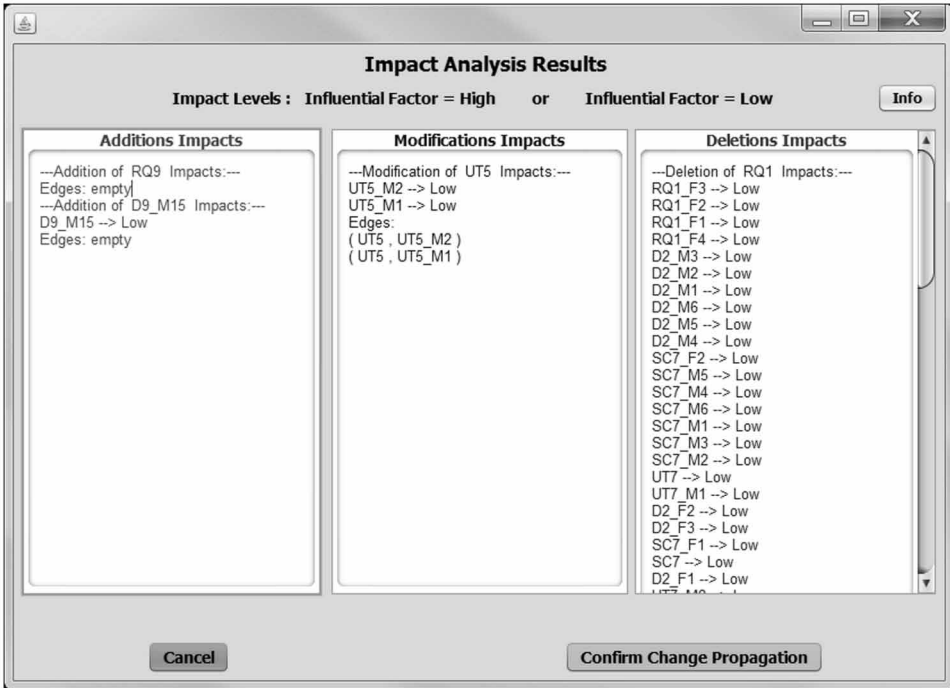 Impact Analysis Results
Impact Levels : Influential Factor = High or Influential Factor = Low
Info
Additions Impacts
---Addition of RQ9 Impacts:---
Edges: empty
---Addition of D9_M15 Impacts:---
D9_M15 --> Low
Edges: empty
Modifications Impacts
---Modification of UT5 Impacts:---
UT5_M2 --> Low
UT5_M1 --> Low
Edges:
( UT5 , UT5_M2 )
( UT5 , UT5_M1 )
Deletions Impacts
---Deletion of RQ1 Impacts:---
RQ1_F3 --> Low
RQ1_F2 --> Low
RQ1_F1 --> Low
RQ1_F4 --> Low
D2_M3 --> Low
D2_M2 --> Low
D2_M1 --> Low
D2_M6 --> Low
D2_M5 --> Low
D2_M4 --> Low
SC7_F2 --> Low
SC7_M5 --> Low
SC7_M4 --> Low
SC7_M6 --> Low
SC7_M1 --> Low
SC7_M3 --> Low
SC7_M2 --> Low
UT7 --> Low
UT7_M1 --> Low
D2_F2 --> Low
D2_F3 --> Low
SC7_F1 --> Low
SC7 --> Low
D2_F1 --> Low
Cancel
Confirm Change Propagation